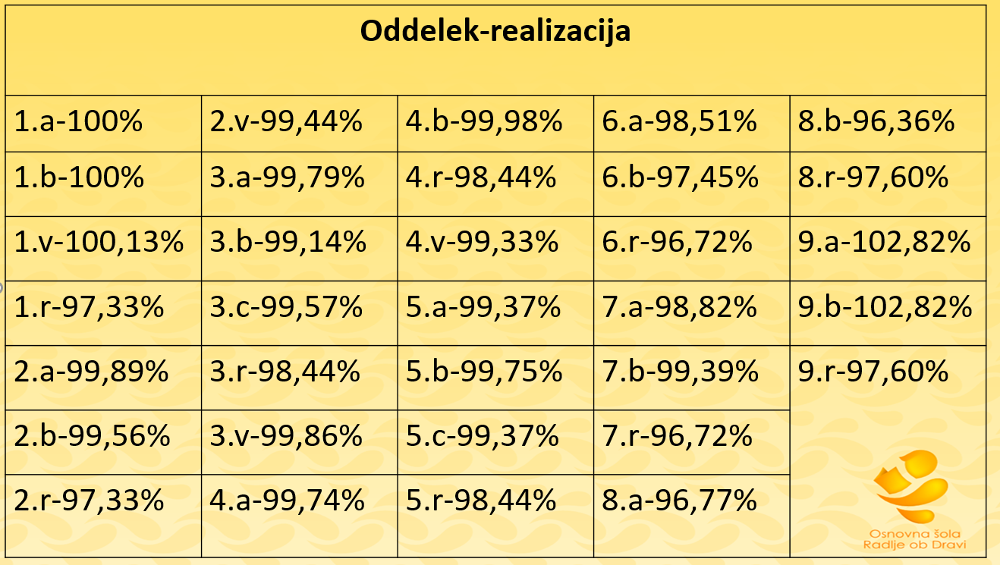 Oddelek-realizacija
1.a-100% 2.v-99,44% 4.b-99,98% 6.a-98,51% 8.b-96,36%
1.b-100% 3.a-99,79% 4.r-98,44% 6.b-97,45% 8.r-97,60%
1.v-100,13% 3.b-99,14% 4.v-99,33% 6.r-96,72% 9.a-102,82%
1.r-97,33% 3.c-99,57% 5.a-99,37% 7.a-98,82% 9.b-102,82%
2.a-99,89% 3.r-98,44% 5.b-99,75% 7.b-99,39% 9.r-97,60%
2.b-99,56% 3.v-99,86% 5.c-99,37% 7.r-96,72%
2.r-97,33% 4.a-99,74% 5.r-98,44% 8.a-96,77%
Osnovna šola
Radlje ob Dravi